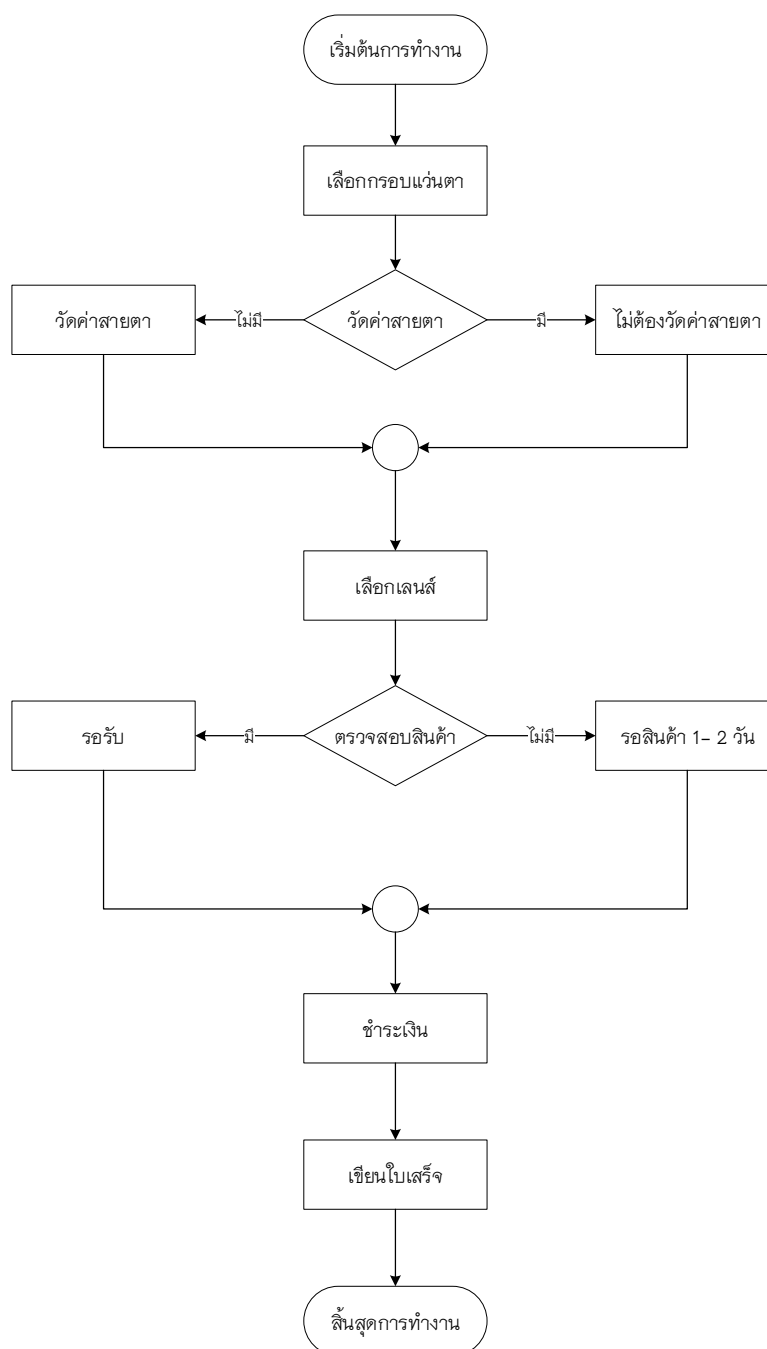 เริ่มต้นการทำงาน
เลือกกรอบแว่นตา
วัดค่าสายตา
ไม่มี
วัดค่าสายตา
มี
ไม่ต้องวัดค่าสายตา
เลือกเลนส์
รอรับ
มี
ตรวจสอบสินค้า
ไม่มี
รอสินค้า 1- 2 วัน
ชำระเงิน
เขียนใบเสร็จ
สิ้นสุดการทำงาน